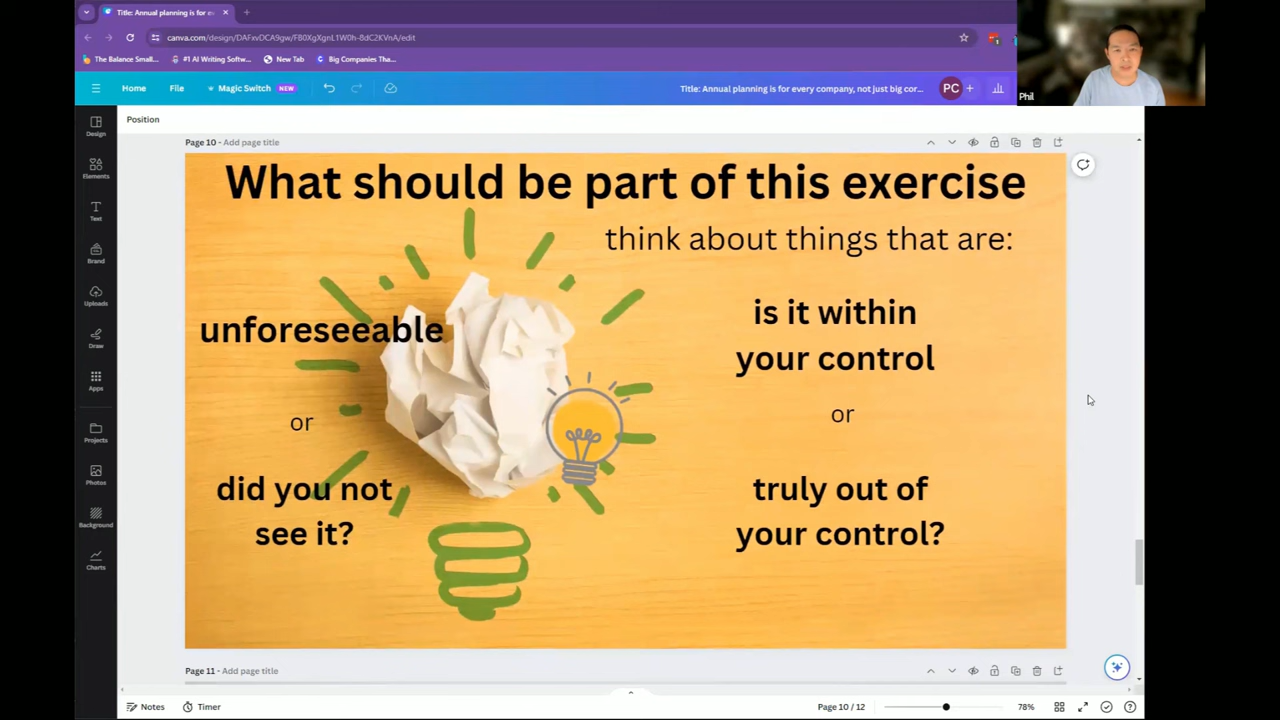 Title: Annual planning is for ev
canva.com/design/DAFxvDCA9gw/F80XgXgnL1W0h-8dC2KVnA/edit
The Balance Small...
#1 AI Writing Softw...
New Tab
Big Companies Tha...
Home
File
Magic Switch
NEW
Title: Annual planning is for every company, not just big cor...
PC
Phil
Position
Design
Elements
Text
Brand
Uploads
Draw
Apps
Projects
Photos
Background
Charts
Page 10 - Add page title
What should be part of this exercise
think about things that are:
unforeseeable
or
did you not
see it?
is it within
your control
or
truly out of
your control?
Page 11 - Add page title
Notes
Timer
Page 10 / 12
78%